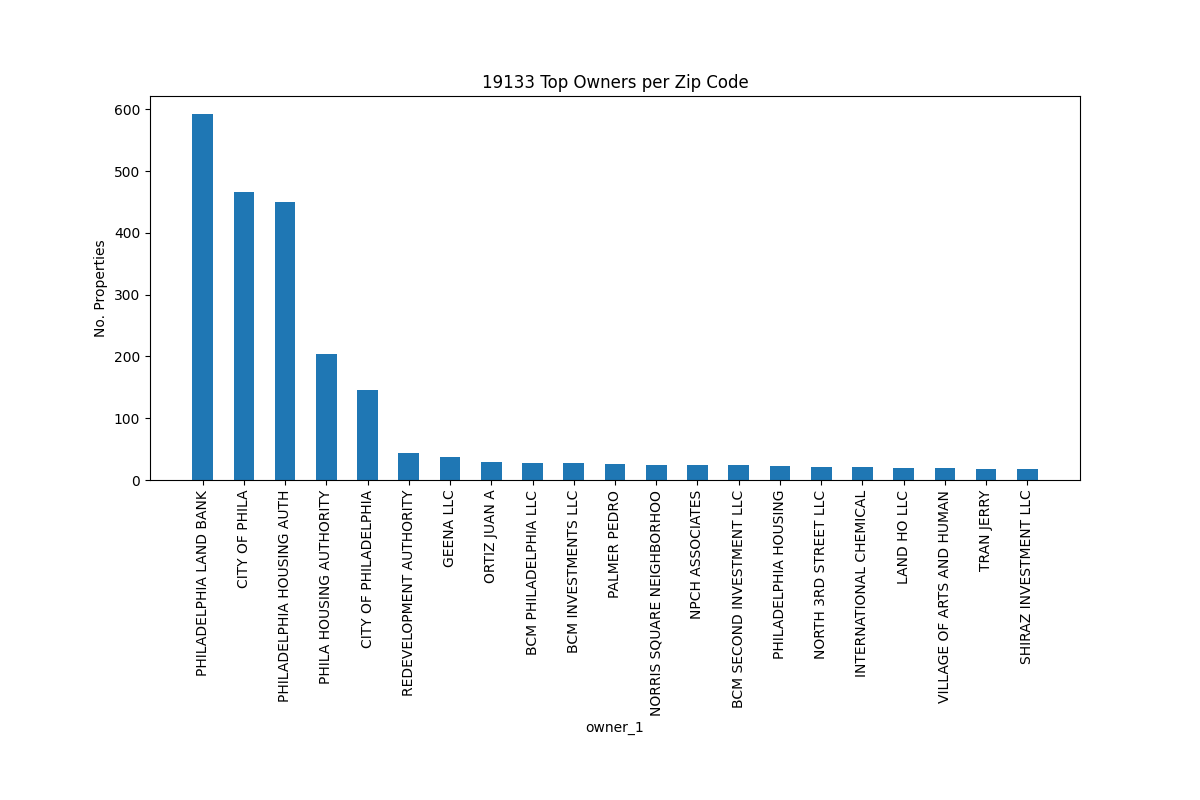 19133 Top Owners per Zip Code
No. Properties
600
500
400
300
200
100
0
PHILADELPHIA LAND BANK
CITY OF PHILA
PHILADELPHIA HOUSING AUTH
PHILA HOUSING AUTHORITY
CITY OF PHILADELPHIA
REDEVELOPMENT AUTHORITY
GEENA LLC
ORTIZ JUAN A
BCM PHILADELPHIA LLC
BCM INVESTMENTS LLC
PALMER PEDRO
NORRIS SQUARE NEIGHBORHOO
NPCH ASSOCIATES
BCM SECOND INVESTMENT LLC
PHILADELPHIA HOUSING
NORTH 3RD STREET LLC
INTERNATIONAL CHEMICAL
LAND HO LLC
VILLAGE OF ARTS AND HUMAN
TRAN JERRY
SHIRAZ INVESTMENT LLC
owner_1